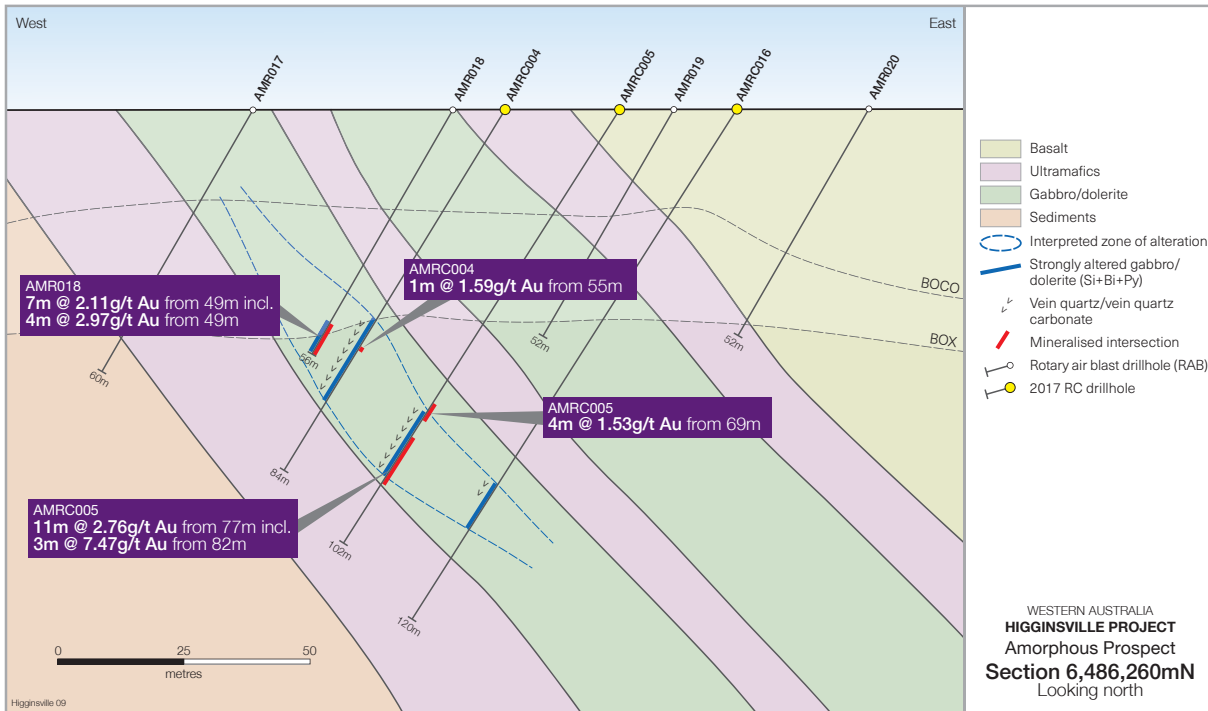 West
East
AMR017
AMR018
AMRC004
AMRC005
AMR019
AMRC016
AMR020
BOCO
BOX
AMR018
7m @ 2.11g/t Au from 49m incl.
4m @ 2.97g/t Au from 49m
AMRC004
1m @ 1.59g/t Au from 55m
AMRC005
4m @ 1.53g/t Au from 69m
AMRC005
11m @ 2.76g/t Au from 77m incl.
3m @ 7.47g/t Au from 82m
60m
56m
84m
102m
52m
120m
52m
0 25 50
metres
Higginsville 09
Basalt
Ultramafics
Gabbro/dolerite
Sediments
Interpreted zone of alteration
Strongly altered gabbro/
dolerite (Si+Bi+Py)
Vein quartz/vein quartz
carbonate
Mineralised intersection
Rotary air blast drillhole (RAB)
2017 RC drillhole
WESTERN AUSTRALIA
HIGGINSVILLE PROJECT
Amorphous Prospect
Section 6,486,260mN
Looking north